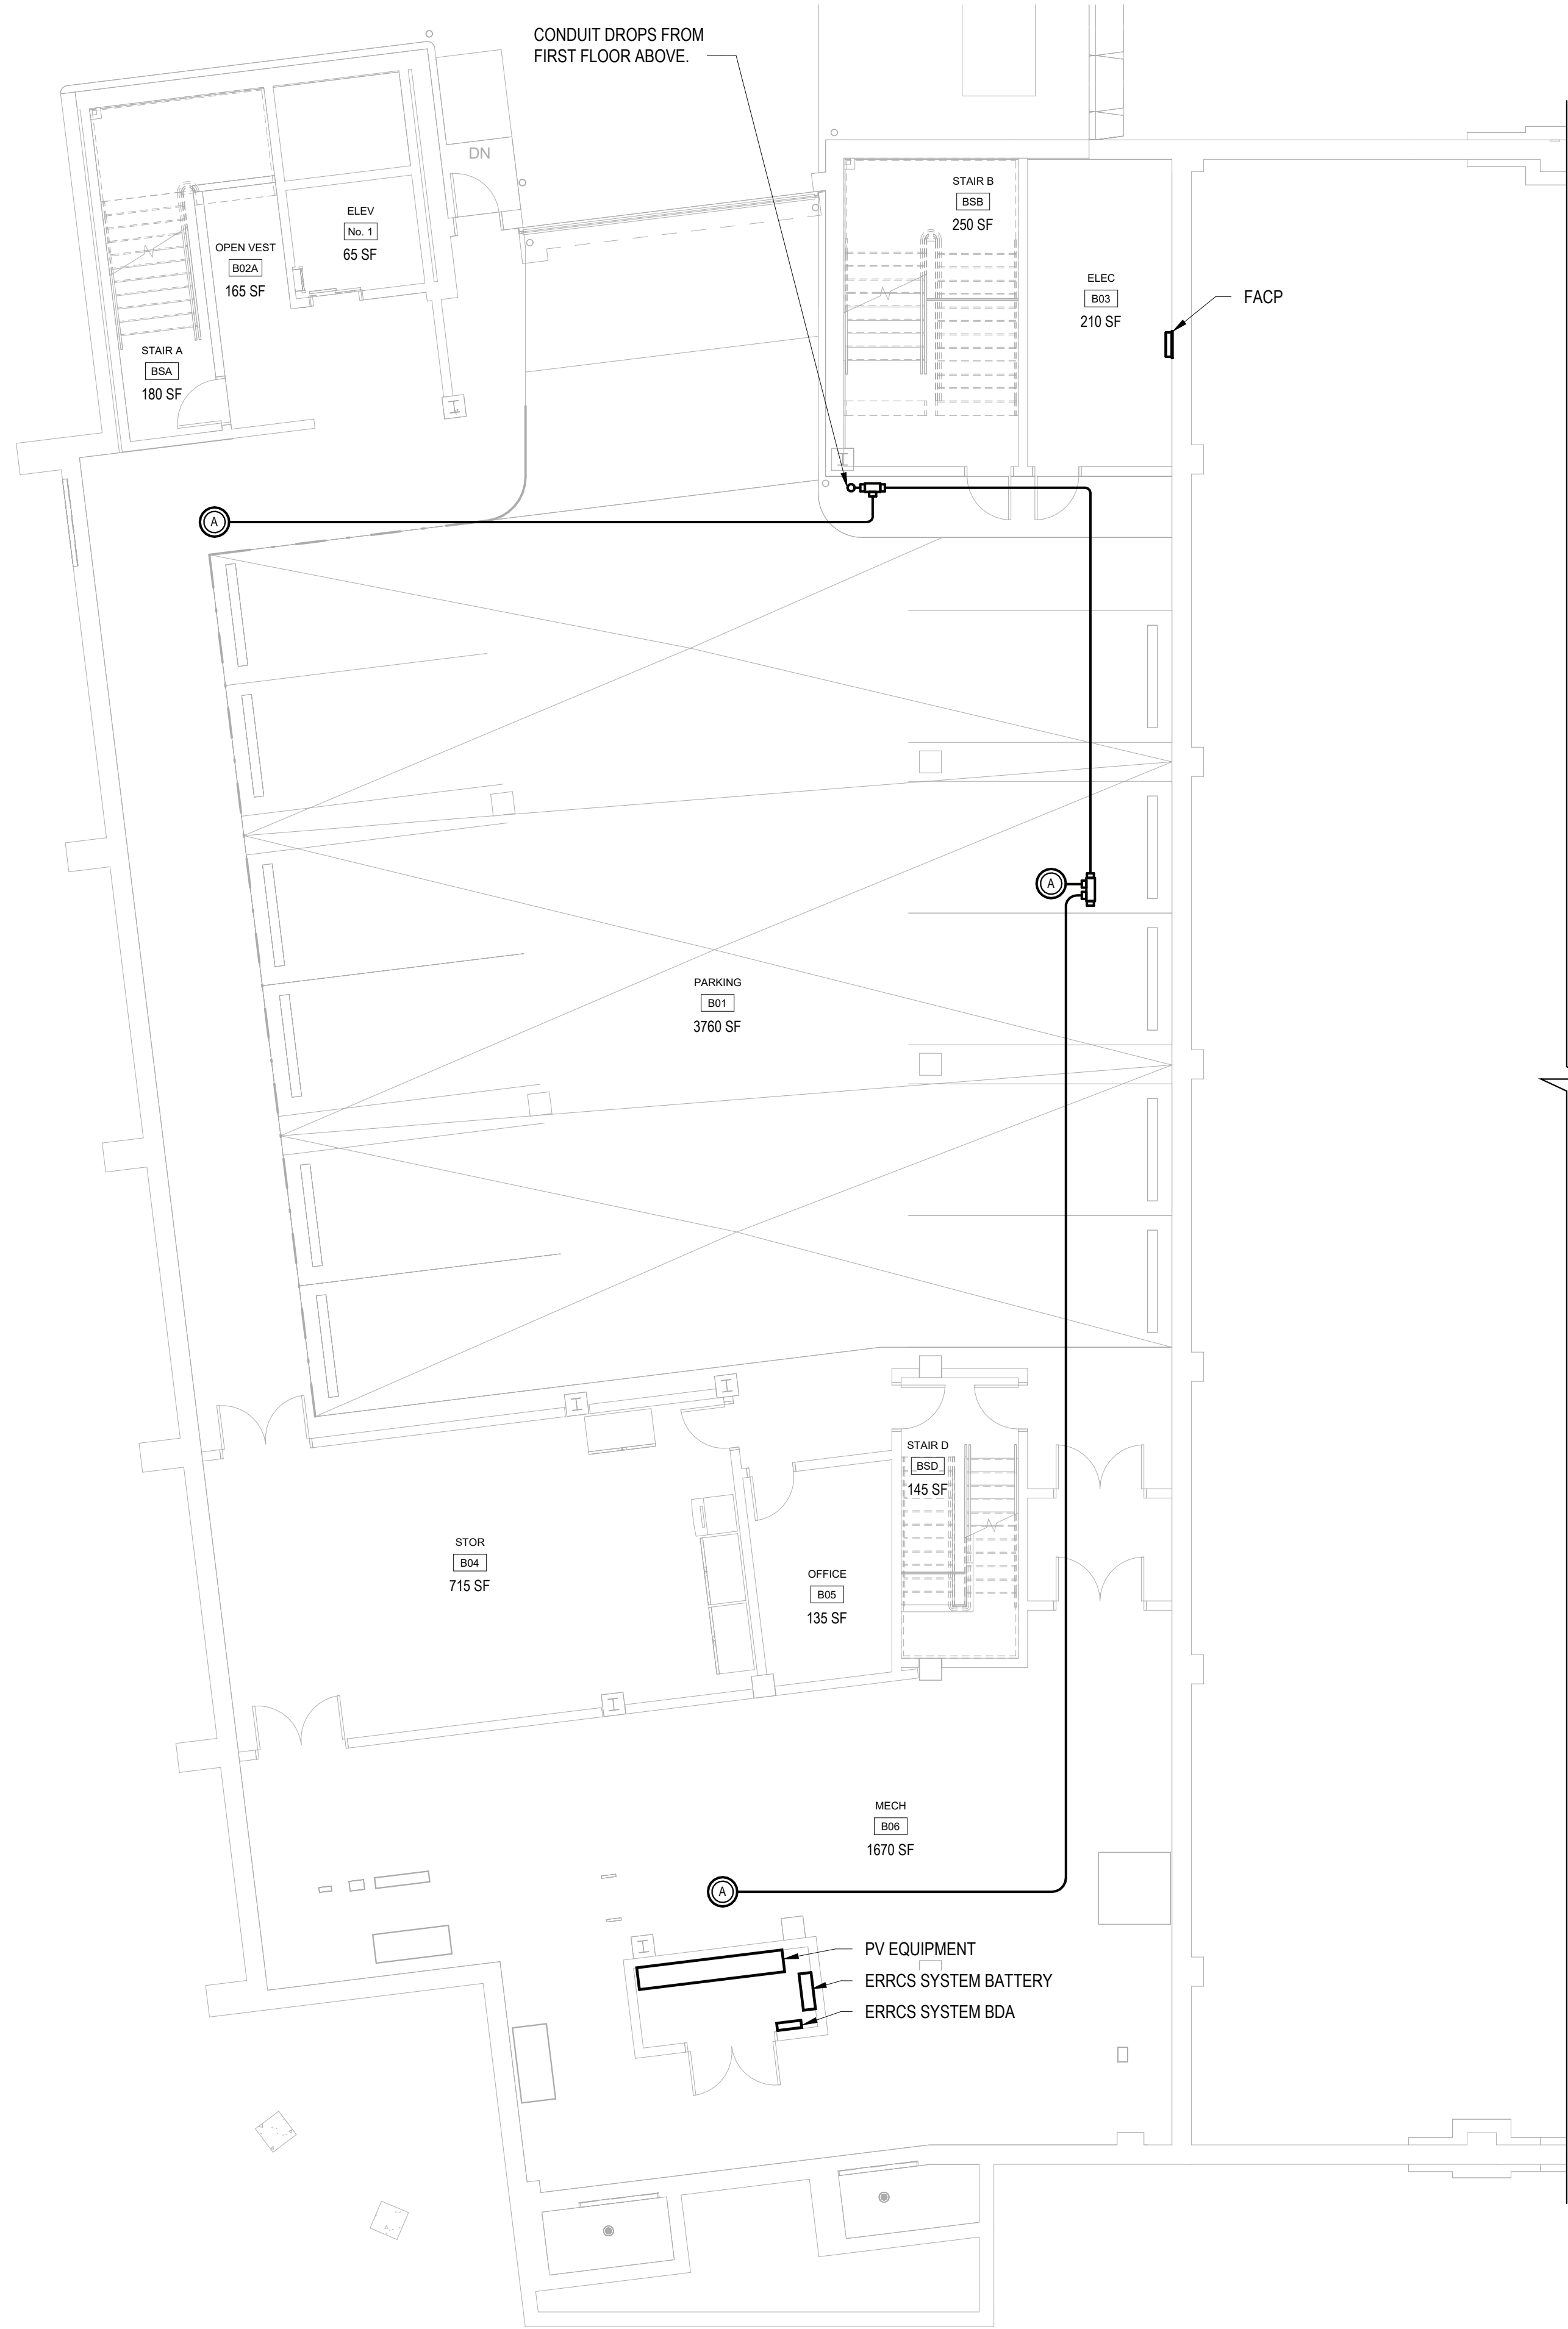 CONDUIT DROPS FROM
FIRST FLOOR ABOVE.
DN
STAIR B
BSB
250 SF
ELEV
No. 1
65 SF
OPEN VEST
B02A
165 SF
ELEC
B03
210 SF
FACP
STAIR A
BSA
180 SF
A
A
PARKING
B01
3760 SF
STAIR D
BSD
145 SF
STOR
B04
715 SF
OFFICE
B05
135 SF
MECH
B06
1670 SF
A
PV EQUIPMENT
ERRCS SYSTEM BATTERY
ERRCS SYSTEM BDA